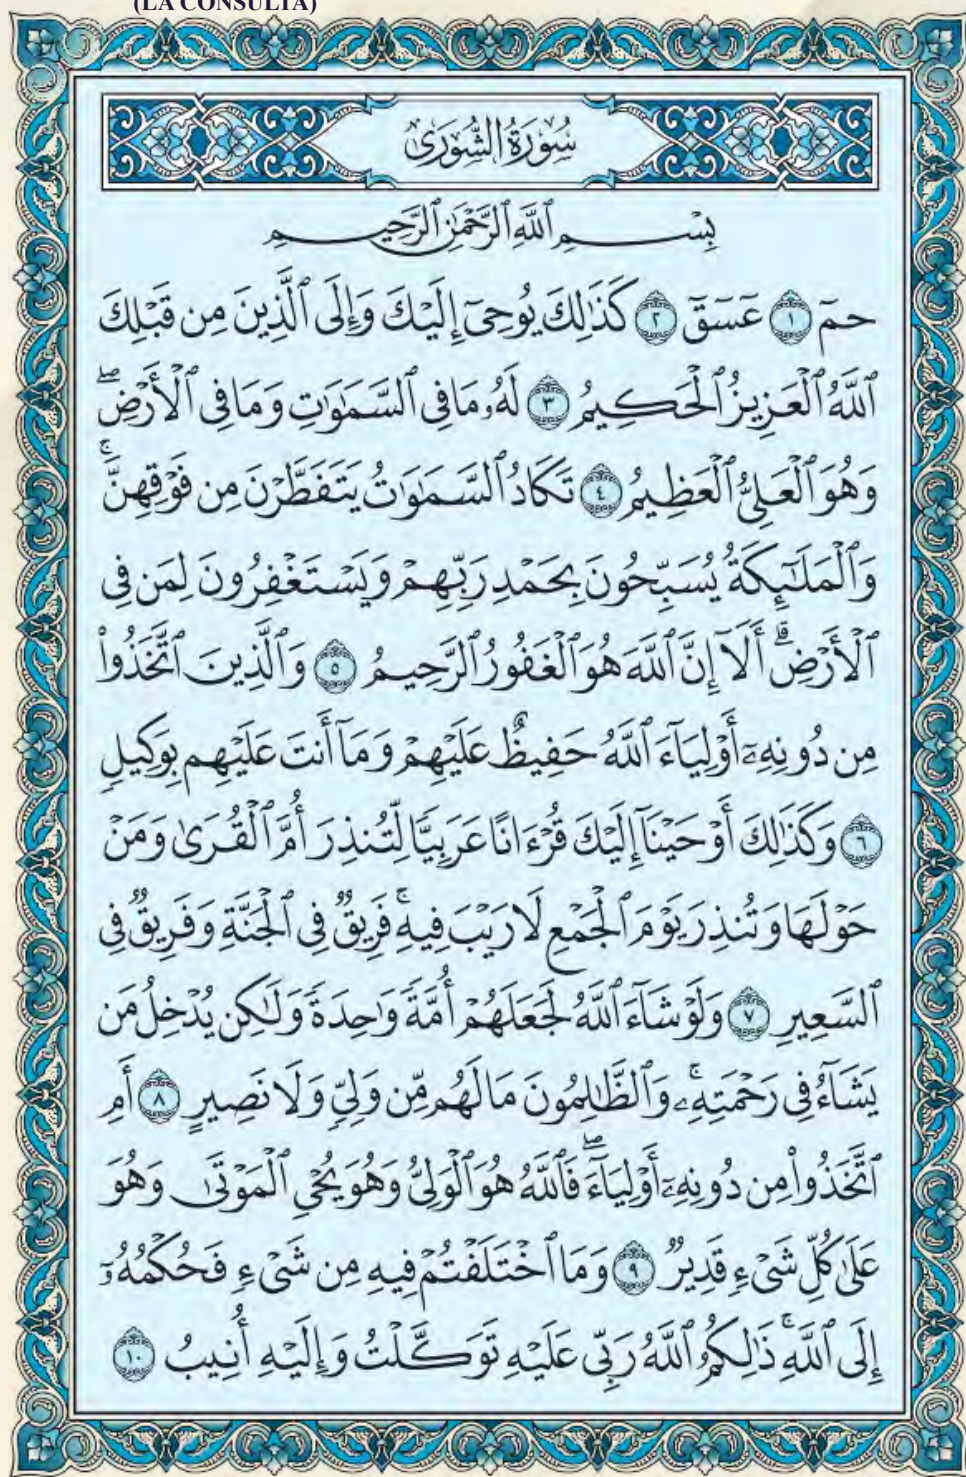 (LA CONSULTA)
سُورَةُ الشُّورَىٰ
بِسْمِ ٱللَّهِ ٱلرَّحْمَٰنِ ٱلرَّحِيمِ
حمٓ ١ عٓسٓقٓ ٢ كَذَٰلِكَ يُوحِىٓ إِلَيْكَ وَإِلَى ٱلَّذِينَ مِن قَبْلِكَ
ٱللَّهُ ٱلْعَزِيزُ ٱلْحَكِيمُ ٣ لَهُۥ مَا فِى ٱلسَّمَٰوَٰتِ وَمَا فِى ٱلْأَرْضِۖ
وَهُوَ ٱلْعَلِىُّ ٱلْعَظِيمُ ٤ تَكَادُ ٱلسَّمَٰوَٰتُ يَتَفَطَّرْنَ مِن فَوْقِهِنَّۚ
وَٱلْمَلَٰٓئِكَةُ يُسَبِّحُونَ بِحَمْدِ رَبِّهِمْ وَيَسْتَغْفِرُونَ لِمَن فِى
ٱلْأَرْضِۗ أَلَآ إِنَّ ٱللَّهَ هُوَ ٱلْغَفُورُ ٱلرَّحِيمُ ٥ وَٱلَّذِينَ ٱتَّخَذُوا۟
مِن دُونِهِۦٓ أَوْلِيَآءَ ٱللَّهُ حَفِيظٌ عَلَيْهِمْ وَمَآ أَنتَ عَلَيْهِم بِوَكِيلٍ
٦ وَكَذَٰلِكَ أَوْحَيْنَآ إِلَيْكَ قُرْءَانًا عَرَبِيًّا لِّتُنذِرَ أُمَّ ٱلْقُرَىٰ وَمَنْ
حَوْلَهَا وَتُنذِرَ يَوْمَ ٱلْجَمْعِ لَا رَيْبَ فِيهِۚ فَرِيقٌ فِى ٱلْجَنَّةِ وَفَرِيقٌ فِى
ٱلسَّعِيرِ ٧ وَلَوْ شَآءَ ٱللَّهُ لَجَعَلَهُمْ أُمَّةً وَٰحِدَةً وَلَٰكِن يُدْخِلُ مَن
يَشَآءُ فِى رَحْمَتِهِۦۚ وَٱلظَّٰلِمُونَ مَا لَهُم مِّن وَلِىٍّ وَلَا نَصِيرٍ ٨ أَمِ
ٱتَّخَذُوا۟ مِن دُونِهِۦٓ أَوْلِيَآءَۖ فَٱللَّهُ هُوَ ٱلْوَلِىُّ وَهُوَ يُحْىِ ٱلْمَوْتَىٰ وَهُوَ
عَلَىٰ كُلِّ شَىْءٍ قَدِيرٌ ٩ وَمَا ٱخْتَلَفْتُمْ فِيهِ مِن شَىْءٍ فَحُكْمُهُۥٓ
إِلَى ٱللَّهِۚ ذَٰلِكُمُ ٱللَّهُ رَبِّى عَلَيْهِ تَوَكَّلْتُ وَإِلَيْهِ أُنِيبُ ١٠